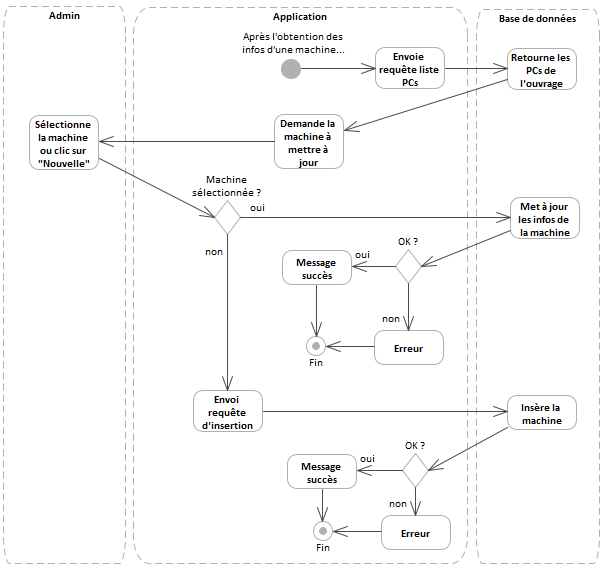 Admin
Application
Base de données
Après l'obtention des
infos d'une machine...
Envoie
requête liste
PCs
Retourne les
PCs de
l'ouvrage
Demande la
machine à
mettre à
jour
Sélectionne
la machine
ou clic sur
"Nouvelle"
Machine
sélectionnée ?
oui
non
Met à jour
les infos de
la machine
OK ?
oui
Message
succès
non
Erreur
Fin
Envoi
requête
d'insertion
Insère la
machine
OK ?
oui
Message
succès
non
Erreur
Fin